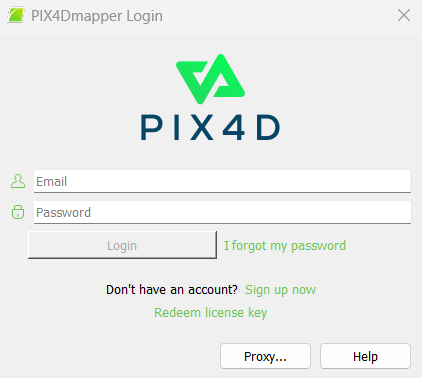 PIX4Dmapper Login
PIX4D
Email
Password
Login I forgot my password
Don't have an account? Sign up now
Redeem license key
Proxy... Help